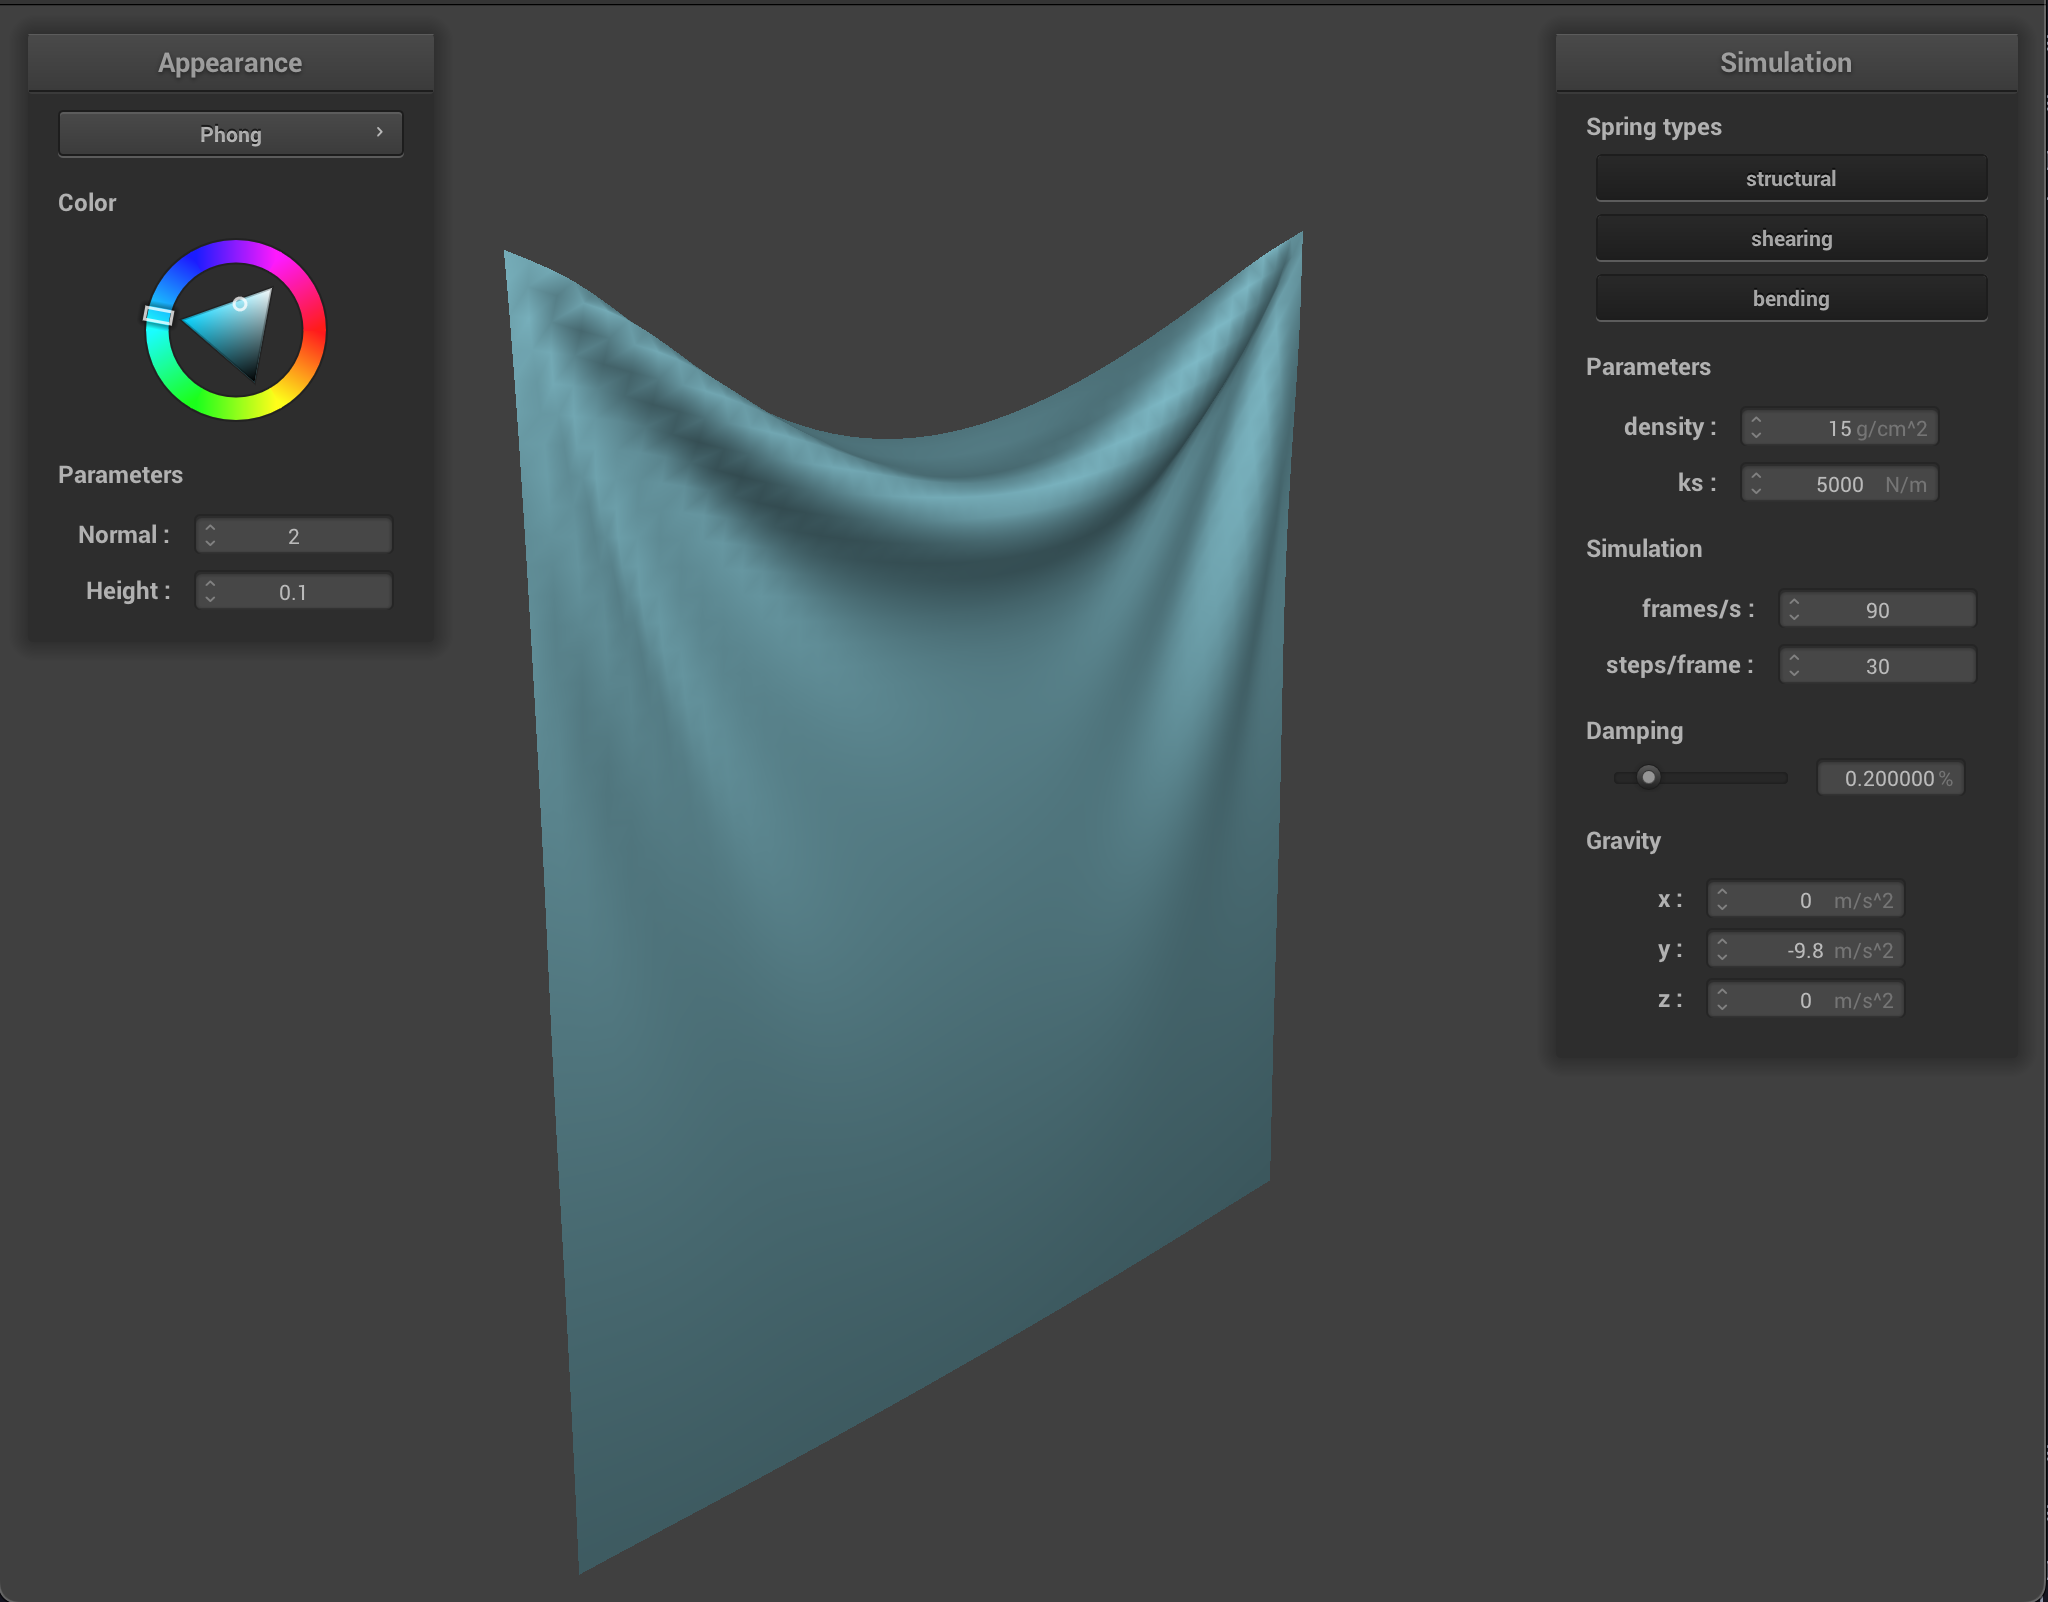 Appearance
Phong
Color
Parameters
Normal : 2
Height : 0.1
Simulation
Spring types
structural
shearing
bending
Parameters
density : 15 g/cm^2
ks : 5000 N/m
Simulation
frames/s : 90
steps/frame : 30
Damping
0.200000 %
Gravity
x : 0 m/s^2
y : -9.8 m/s^2
z : 0 m/s^2